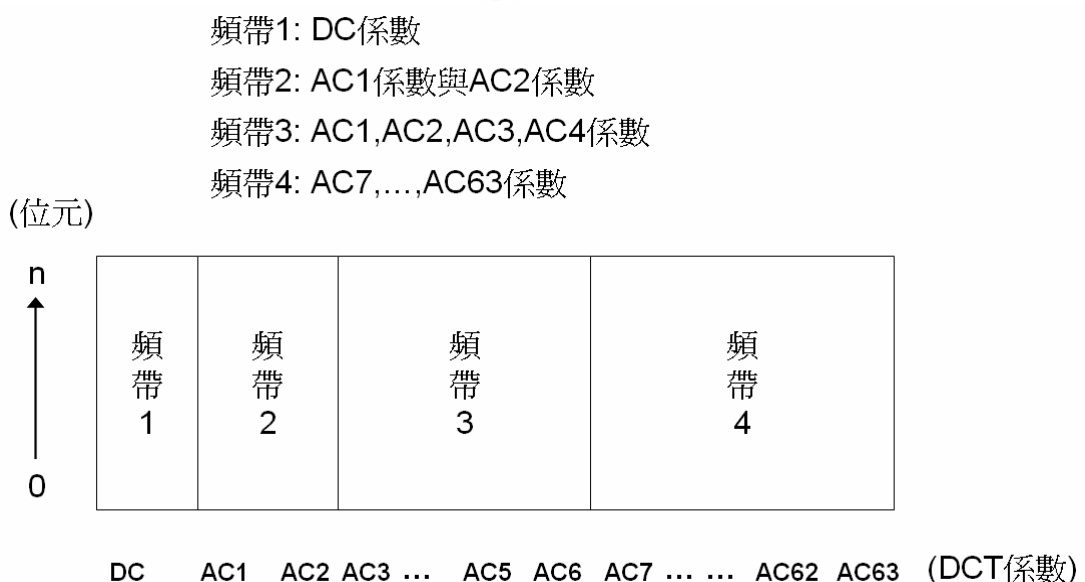 頻帶1: DC係數
頻帶2: AC1係數與AC2係數
頻帶3: AC1,AC2,AC3,AC4係數
頻帶4: AC7,…,AC63係數
(位元)
n
0
頻帶1
頻帶2
頻帶3
頻帶4
DC AC1 AC2 AC3 … AC5 AC6 AC7 … … AC62 AC63 (DCT係數)